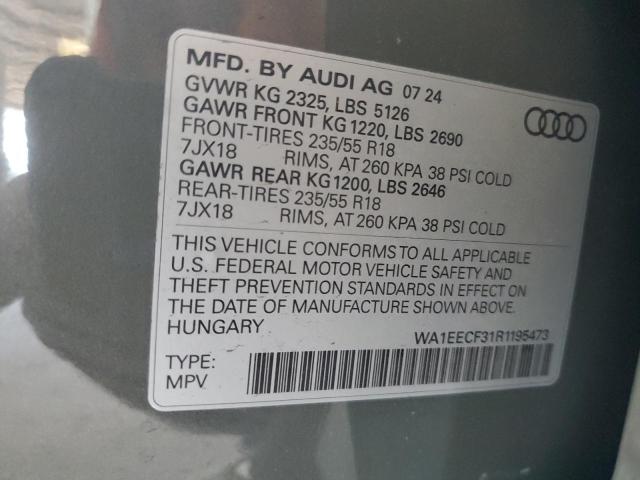 MFD. BY AUDI AG 07 24
GVWR KG 2325, LBS 5126
GAWR FRONT KG 1220, LBS 2690
FRONT-TIRES 235/55 R18
7JX18 RIMS, AT 260 KPA 38 PSI COLD
GAWR REAR KG 1200, LBS 2646
REAR-TIRES 235/55 R18
7JX18 RIMS, AT 260 KPA 38 PSI COLD
THIS VEHICLE CONFORMS TO ALL APPLICABLE
U.S. FEDERAL MOTOR VEHICLE SAFETY AND
THEFT PREVENTION STANDARDS IN EFFECT ON
THE DATE OF MANUFACTURE SHOWN ABOVE.
HUNGARY WA1EECF31R1195473
TYPE:
MPV